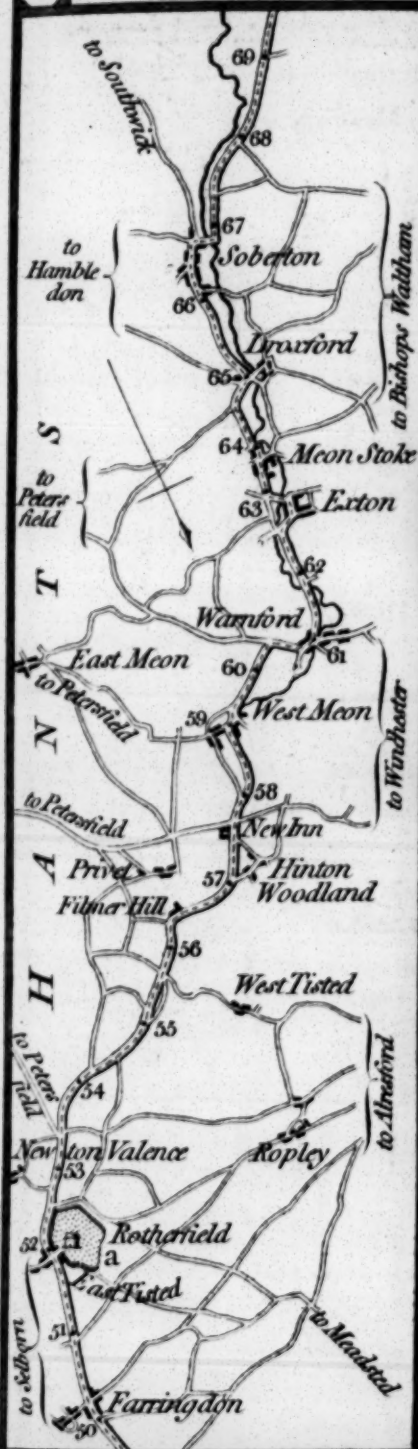 69
to Southwick
68
67
to
Hamble
don
Soberton
to Bishops Waltham
66
Droxford
65
64
Meon Stoke
to
Peters
field
63
Exton
62
Warnford
61
60
East Meon
to Petersfield
West Meon
59
to Winchester
58
to Petersfield
New Inn
Privet
57
Hinton
Woodland
Filmer Hill
56
West Tisted
55
to Peters
field
54
to Alresford
Newton Valence
53
Ropley
Rotherfield
52
a
East Tisted
to Selborn
51
to Meadsted
Farringdon
50
HANTS